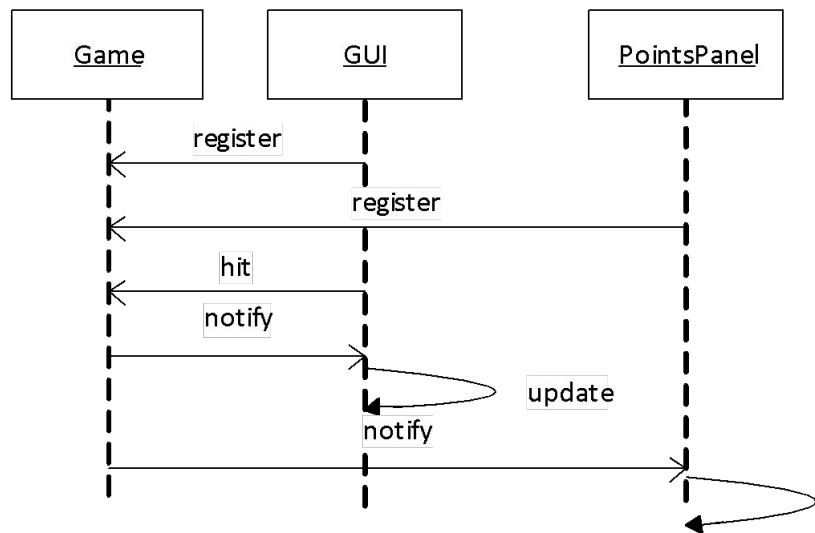 Game
GUI
PointsPanel
register
register
hit
notify
update
notify